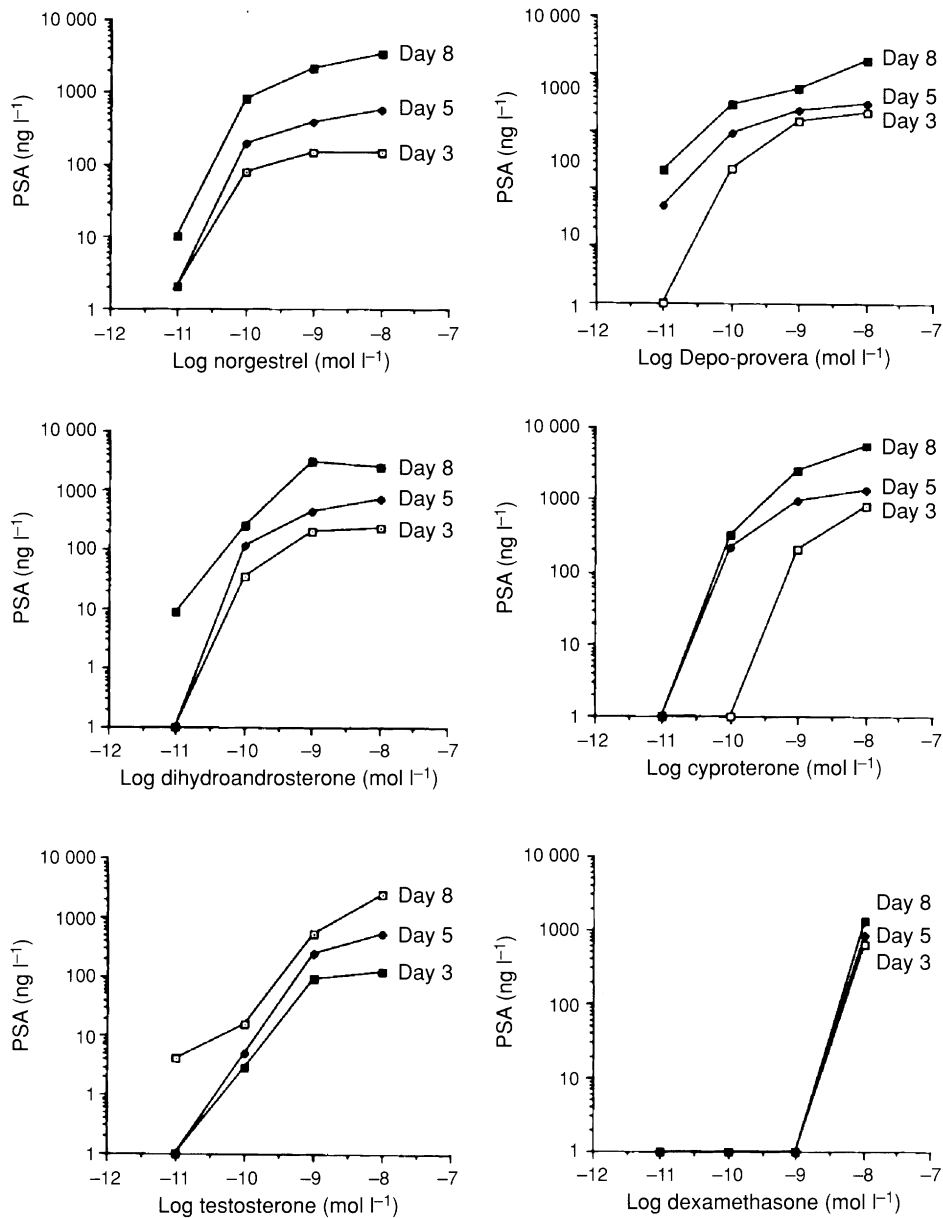 10 000
1000
100
10
1
PSA (ng l⁻¹)
Day 8
Day 5
Day 3
−12 −11 −10 −9 −8 −7
Log norgestrel (mol l⁻¹)
10 000
1000
100
10
1
PSA (ng l⁻¹)
Day 8
Day 5
Day 3
−12 −11 −10 −9 −8 −7
Log Depo-provera (mol l⁻¹)
10 000
1000
100
10
1
PSA (ng l⁻¹)
Day 8
Day 5
Day 3
−12 −11 −10 −9 −8 −7
Log dihydroandrosterone (mol l⁻¹)
10 000
1000
100
10
1
PSA (ng l⁻¹)
Day 8
Day 5
Day 3
−12 −11 −10 −9 −8 −7
Log cyproterone (mol l⁻¹)
10 000
1000
100
10
1
PSA (ng l⁻¹)
Day 8
Day 5
Day 3
−12 −11 −10 −9 −8 −7
Log testosterone (mol l⁻¹)
10 000
1000
100
10
1
PSA (ng l⁻¹)
Day 8
Day 5
Day 3
−12 −11 −10 −9 −8 −7
Log dexamethasone (mol l⁻¹)